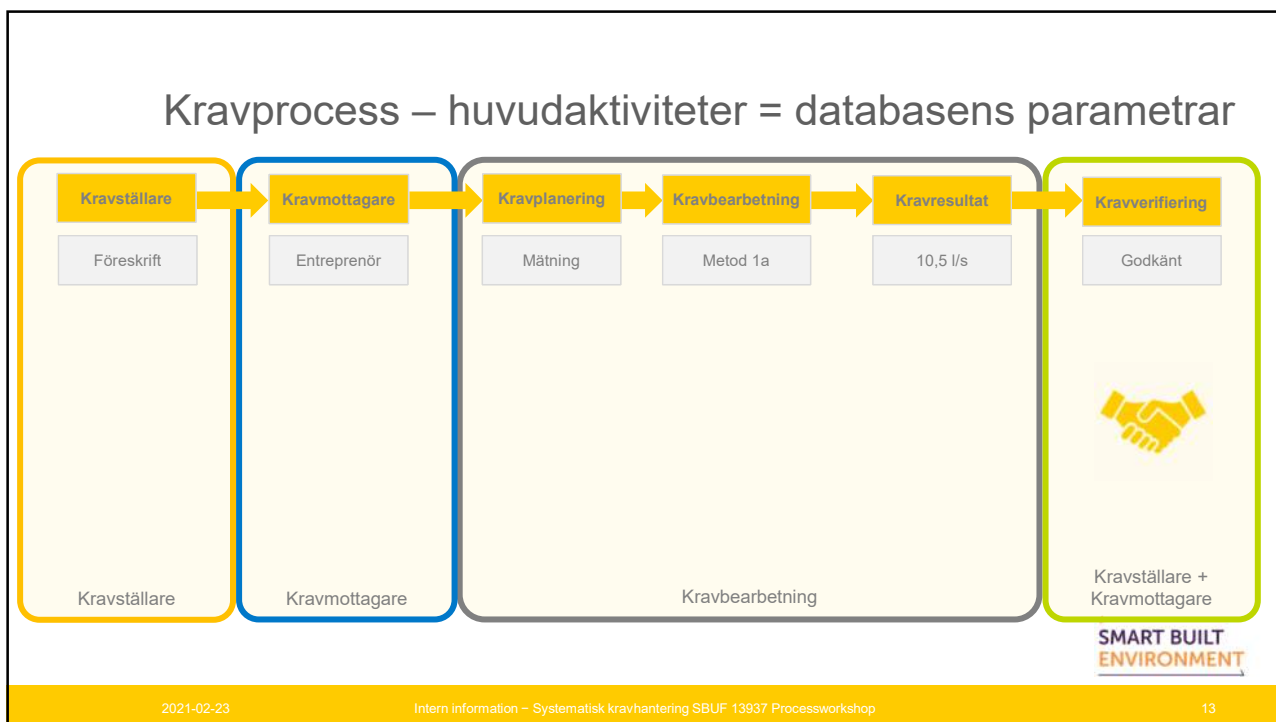 Kravprocess – huvudaktiviteter = databasens parametrar
Kravställare
Kravmottagare
Kravplanering
Kravbearbetning
Kravresultat
Kravverifiering
Föreskrift
Entreprenör
Mätning
Metod 1a
10,5 l/s
Godkänt
Kravställare
Kravmottagare
Kravbearbetning
Kravställare +
Kravmottagare
SMART BUILT
ENVIRONMENT
2021-02-23
Intern information – Systematisk kravhantering SBUF 13937 Processworkshop
13